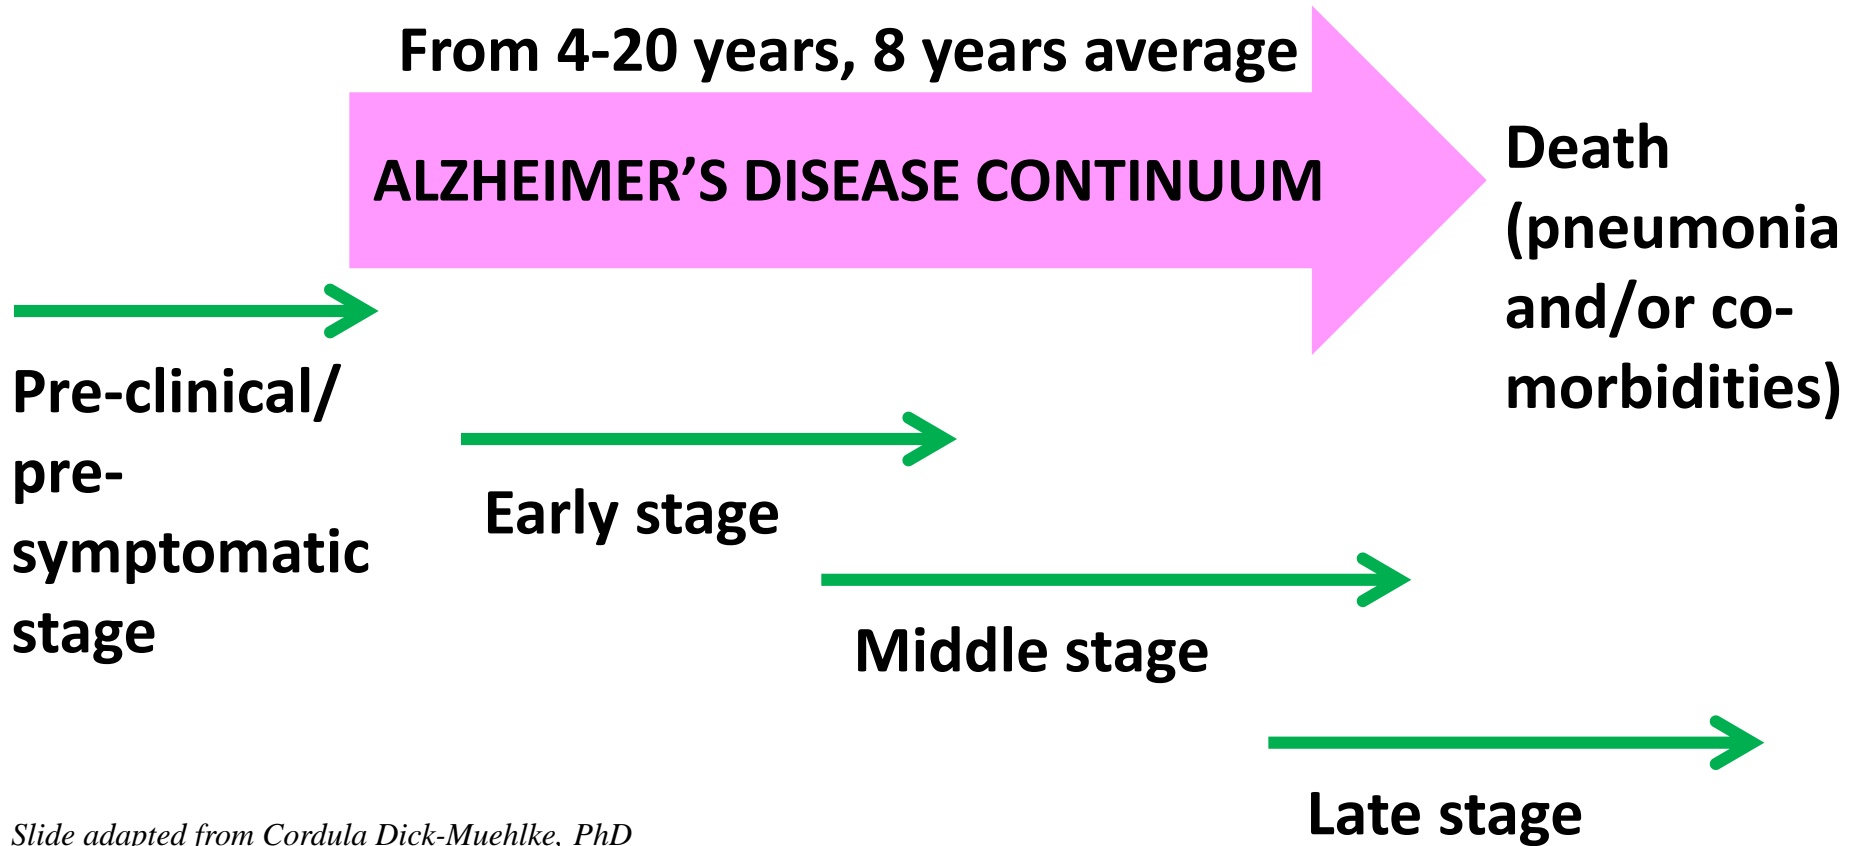 From 4-20 years, 8 years average
ALZHEIMER’S DISEASE CONTINUUM
Death
(pneumonia
and/or co-
morbidities)
Pre-clinical/
pre-
symptomatic
stage
Early stage
Middle stage
Late stage
Slide adapted from Cordula Dick-Muehlke, PhD